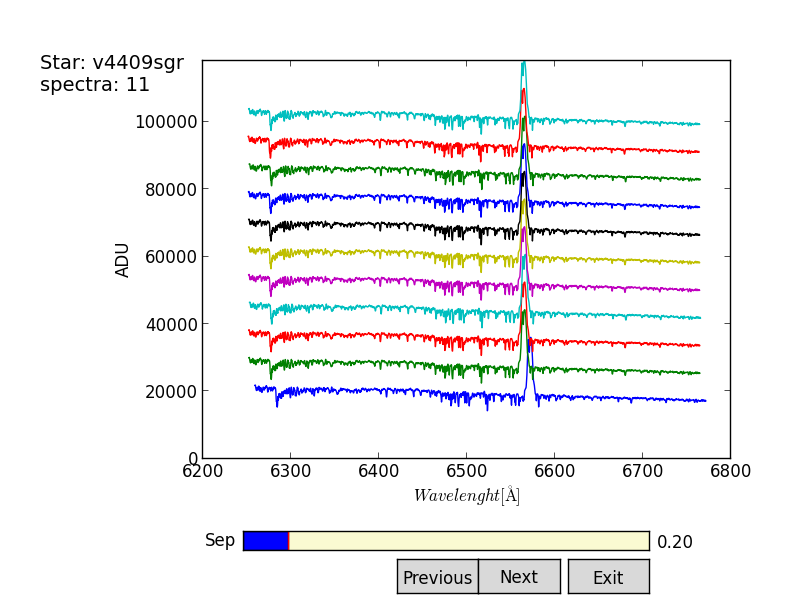 Star: v4409sgr
spectra: 11
100000
80000
60000
40000
20000
0
ADU
6200 6300 6400 6500 6600 6700 6800
Wavelenght[Å]
Sep 0.20
Previous Next Exit